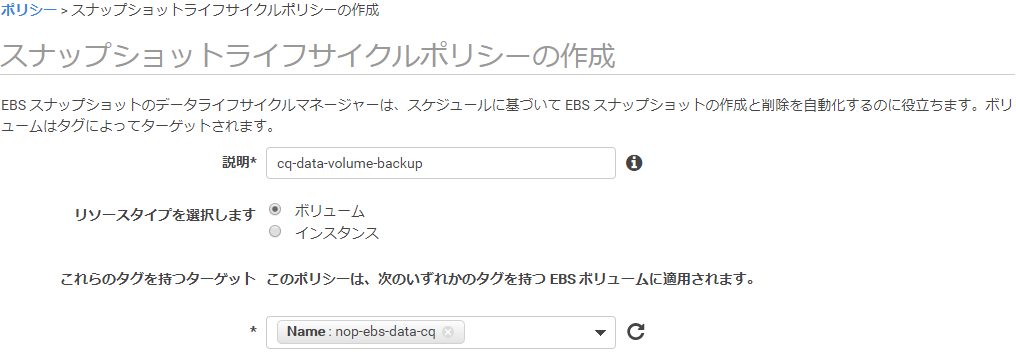 ポリシー > スナップショットライフサイクルポリシーの作成
スナップショットライフサイクルポリシーの作成
EBS スナップショットのデータライフサイクルマネージャーは、スケジュールに基づいて EBS スナップショットの作成と削除を自動化するのに役立ちます。ボリ
ュームはタグによってターゲットされます。
説明* cq-data-volume-backup
リソースタイプを選択します ボリューム
インスタンス
これらのタグを持つターゲット このポリシーは、次のいずれかのタグを持つ EBS ボリュームに適用されます。
* Name : nop-ebs-data-cq